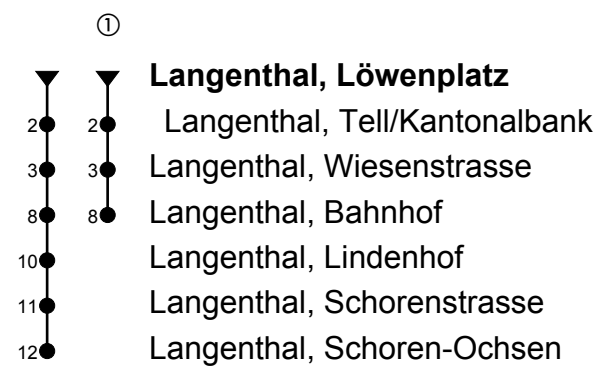 ①
Langenthal, Löwenplatz
2 2 Langenthal, Tell/Kantonalbank
3 3 Langenthal, Wiesenstrasse
8 8 Langenthal, Bahnhof
10 Langenthal, Lindenhof
11 Langenthal, Schorenstrasse
12 Langenthal, Schoren-Ochsen